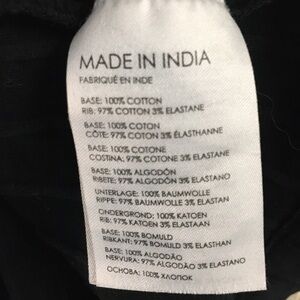 MADE IN INDIA
FABRIQUÉ EN INDE
BASE: 100% COTTON
RIB: 97% COTTON 3% ELASTANE
BASE: 100% COTON
CÔTE: 97% COTON 3% ÉLASTHANNE
BASE: 100% COTONE
COSTINA: 97% COTONE 3% ELASTANE
BASE: 100% ALGODÓN
RIBETE: 97% ALGODÓN 3% ELASTANO
UNTERLAGE: 100% BAUMWOLLE
RIPPE: 97% BAUMWOLLE 3% ELASTHAN
ONDERGROND: 100% KATOEN
RIB: 97% KATOEN 3% ELASTAAN
BASE: 100% BOMULD
RIBKANT: 97% BOMULD 3% ELASTHAN
BASE: 100% ALGODÃO
NERVURA: 97% ALGODÃO 3% ELASTANO
ОСНОВА: 100% ХЛОПОК